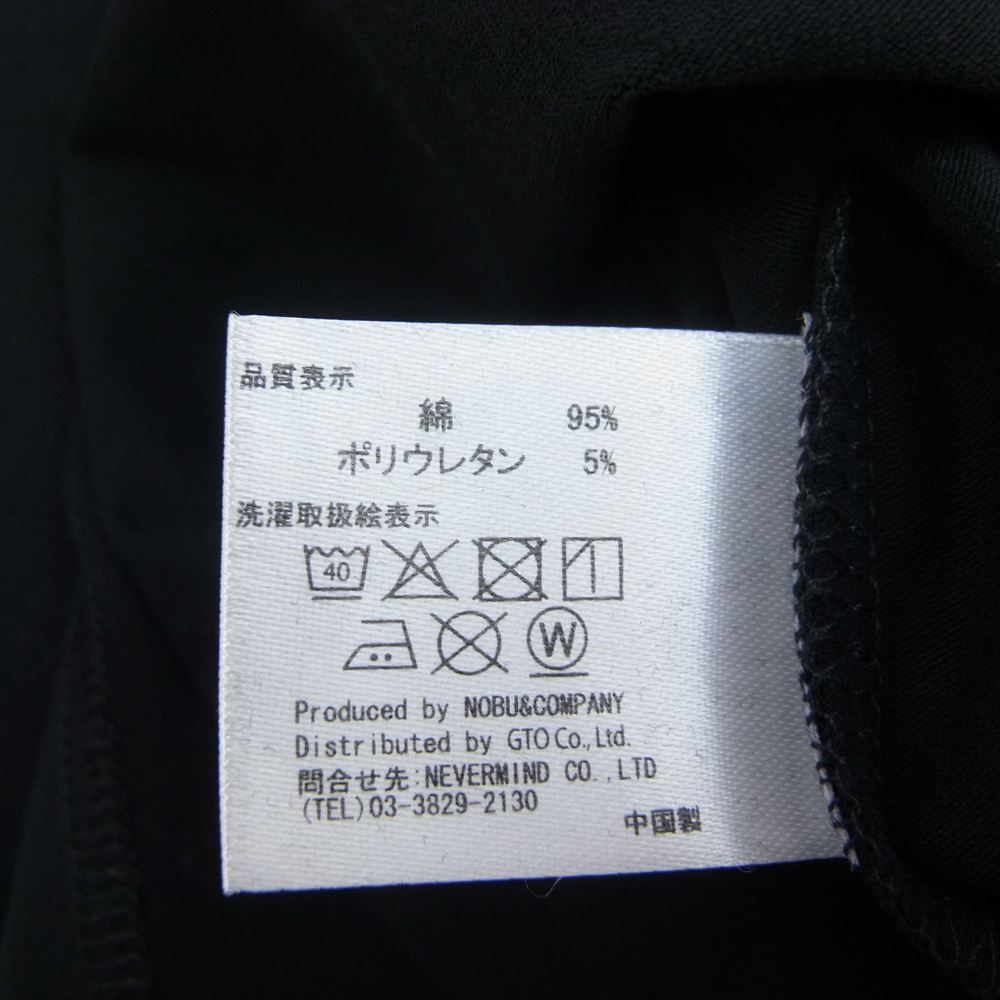 品質表示
綿 95%
ポリウレタン 5%
洗濯取扱絵表示
40
W
Produced by NOBU&COMPANY
Distributed by GTO Co., Ltd.
問合せ先:NEVERMIND CO.,LTD
(TEL)03-3829-2130
中国製